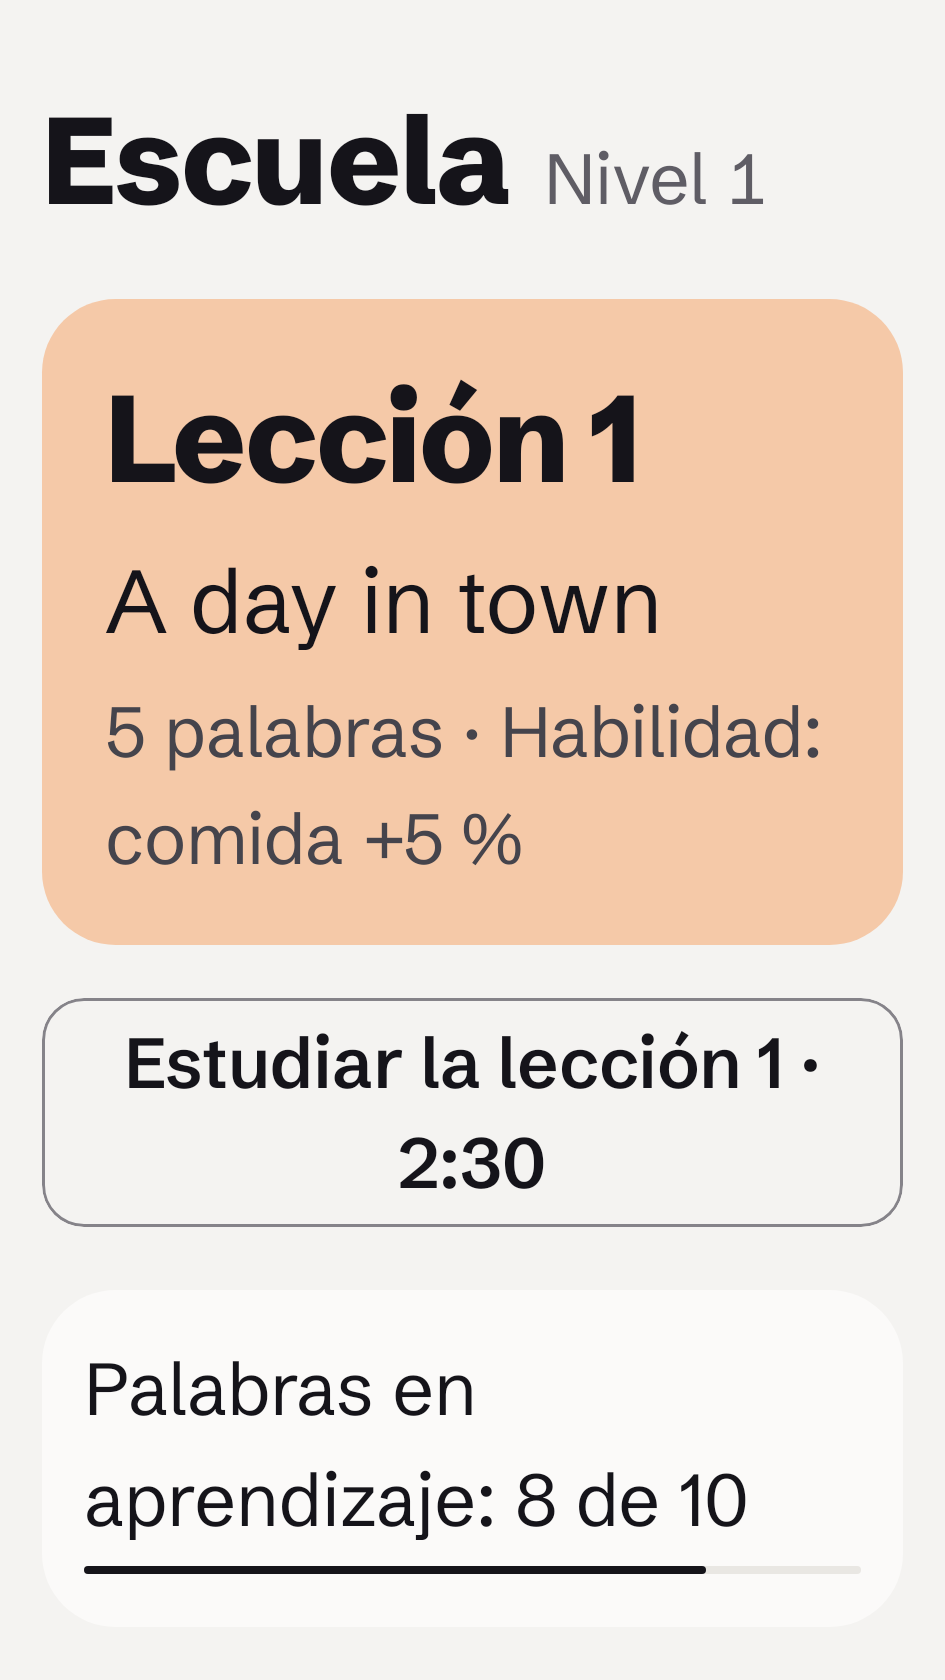 Escuela Nivel 1
Lección 1
A day in town
5 palabras · Habilidad:
comida +5 %
Estudiar la lección 1 ·
2:30
Palabras en
aprendizaje: 8 de 10